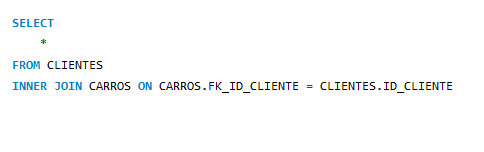 SELECT
*
FROM CLIENTES
INNER JOIN CARROS ON CARROS.FK_ID_CLIENTE = CLIENTES.ID_CLIENTE